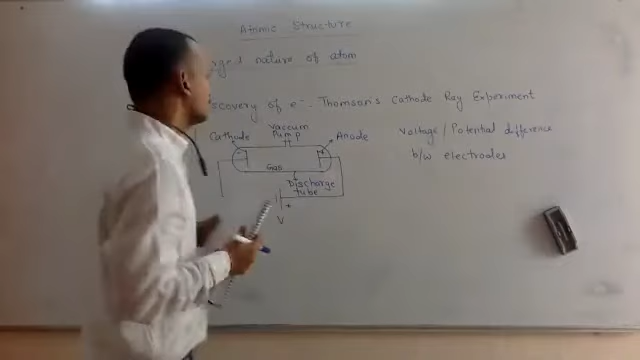 Atomic Structure
nature of atom
of e⁻ - Thomson's Cathode Ray Experiment
Vaccum
Cathode Pump Anode
Voltage / Potential difference
b/w electrodes
- +
Gas
Discharge
tube
+
V